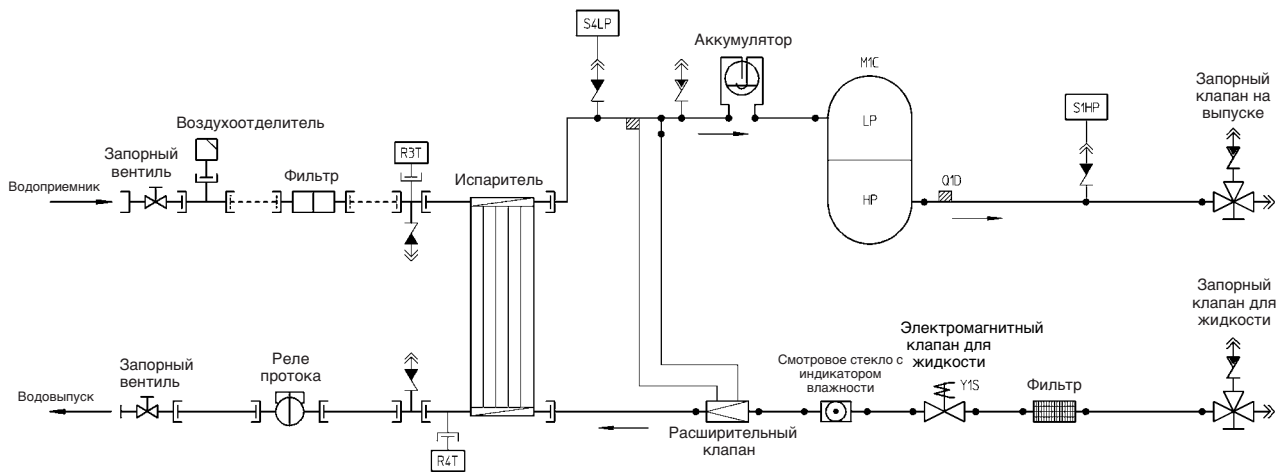 S4LP
Аккумулятор
M1C
LP
HP
S1HP
Запорный
клапан на
выпуске
Воздухоотделитель
Запорный
вентиль
Водоприемник
Фильтр
R3T
Испаритель
Q1D
Запорный
клапан для
жидкости
Электромагнитный
клапан для
жидкости
Y1S
Смотровое стекло с
индикатором
влажности
Фильтр
Расширительный
клапан
Водовыпуск
Запорный
вентиль
Реле
протока
R4T